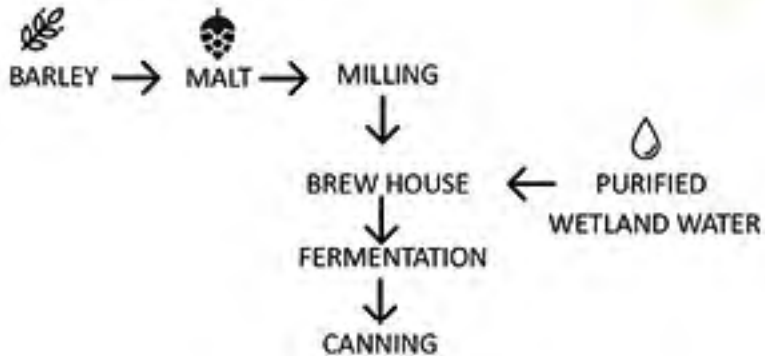 BARLEY MALT MILLING
BREW HOUSE PURIFIED
WETLAND WATER
FERMENTATION
CANNING